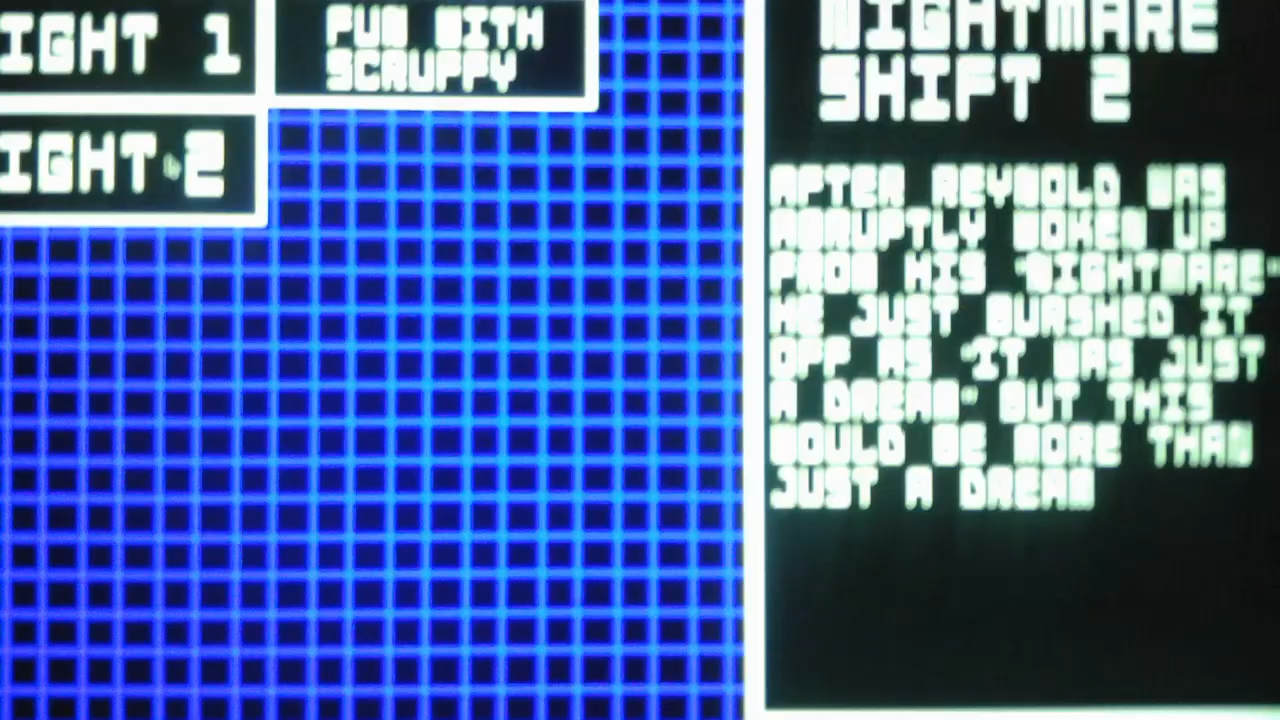 IGHT 1
FUN WITH
SCRUFFY
IGHT 2
NIGHTMARE
SHIFT 2
AFTER REYNOLD WAS
ABRUPTLY WOKEN UP
FROM HIS "NIGHTMARE"
HE JUST BURSHED IT
OFF AS "IT WAS JUST
A DREAM" BUT THIS
WOULD BE MORE THAN
JUST A DREAM